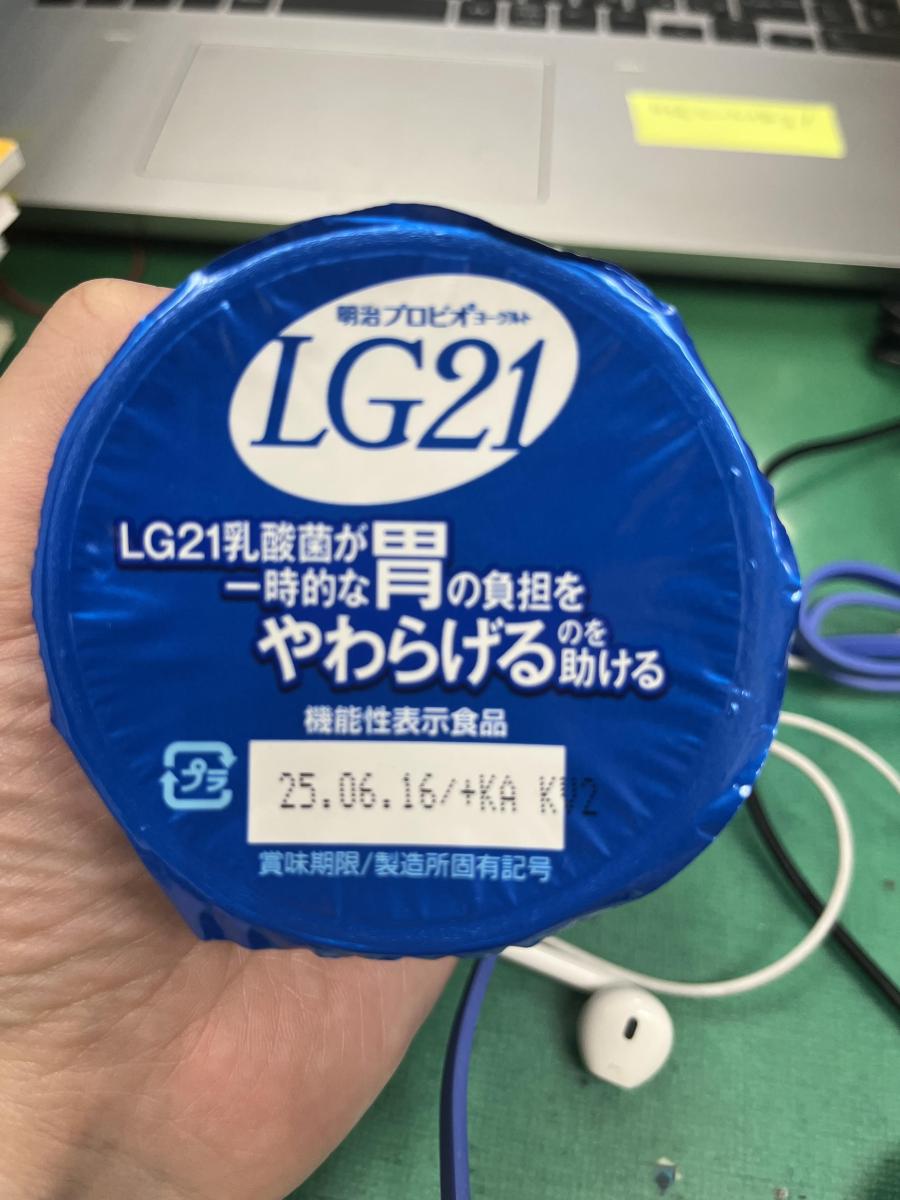 明治プロビオヨーグルト
LG21
LG21乳酸菌が胃
一時的な の負担を
やわらげるのを
助ける
機能性表示食品
プラ
25.06.16/+KA KV2
賞味期限/製造所固有記号